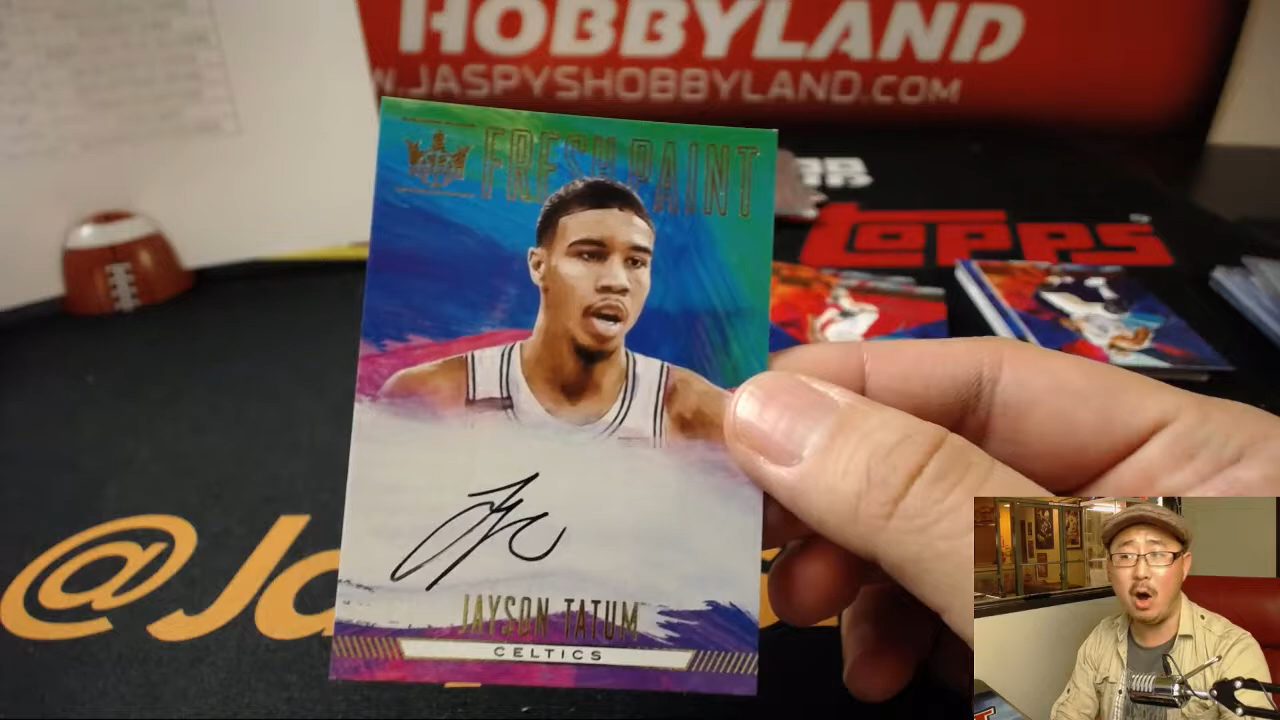 HOBBYLAND
W.JASPYSHOBBYLAND.COM
FRESH PAINT
TOPPS
@Ja
JAYSON TATUM
CELTICS